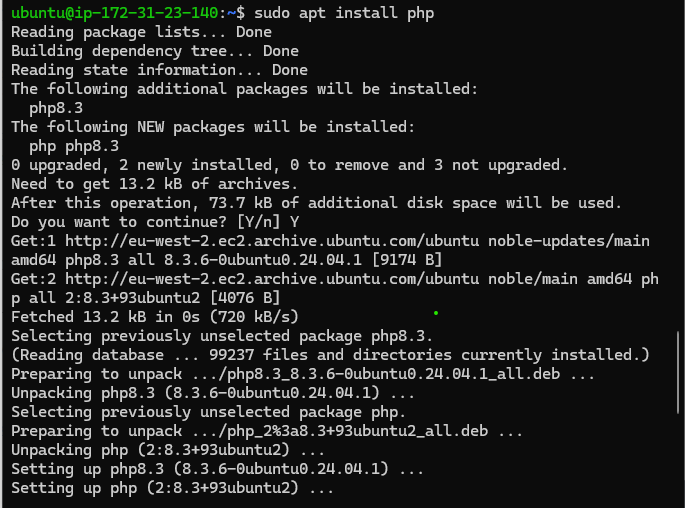 ubuntu@ip-172-31-23-140:~$ sudo apt install php
Reading package lists... Done
Building dependency tree... Done
Reading state information... Done
The following additional packages will be installed:
  php8.3
The following NEW packages will be installed:
  php php8.3
0 upgraded, 2 newly installed, 0 to remove and 3 not upgraded.
Need to get 13.2 kB of archives.
After this operation, 73.7 kB of additional disk space will be used.
Do you want to continue? [Y/n] Y
Get:1 http://eu-west-2.ec2.archive.ubuntu.com/ubuntu noble-updates/main
amd64 php8.3 all 8.3.6-0ubuntu0.24.04.1 [9174 B]
Get:2 http://eu-west-2.ec2.archive.ubuntu.com/ubuntu noble/main amd64 ph
p all 2:8.3+93ubuntu2 [4076 B]
Fetched 13.2 kB in 0s (720 kB/s)
Selecting previously unselected package php8.3.
(Reading database ... 99237 files and directories currently installed.)
Preparing to unpack .../php8.3_8.3.6-0ubuntu0.24.04.1_all.deb ...
Unpacking php8.3 (8.3.6-0ubuntu0.24.04.1) ...
Selecting previously unselected package php.
Preparing to unpack .../php_2%3a8.3+93ubuntu2_all.deb ...
Unpacking php (2:8.3+93ubuntu2) ...
Setting up php8.3 (8.3.6-0ubuntu0.24.04.1) ...
Setting up php (2:8.3+93ubuntu2) ...